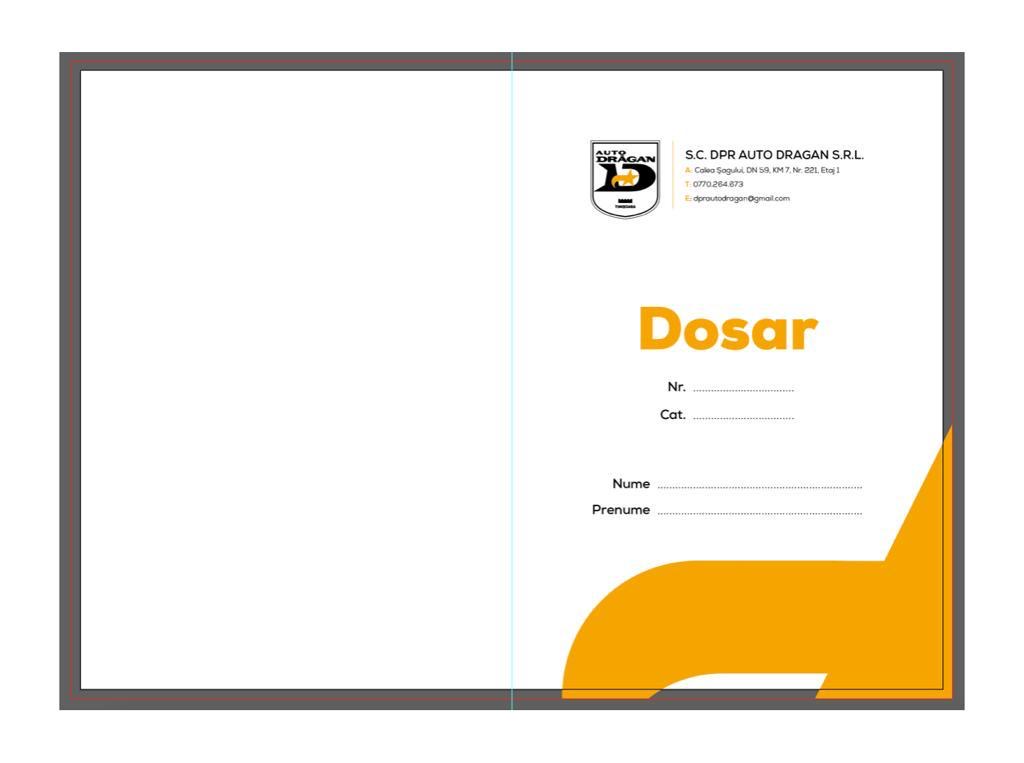 AUTO
DRAGAN
TIMIȘOARA
S.C. DPR AUTO DRAGAN S.R.L.
A: Calea Șagului, DN 59, KM 7, Nr. 221, Etaj 1
T: 0770.264.673
E: dprautodragan@gmail.com
Dosar
Nr. ..................................
Cat. ..................................
Nume ......................................................................
Prenume ......................................................................